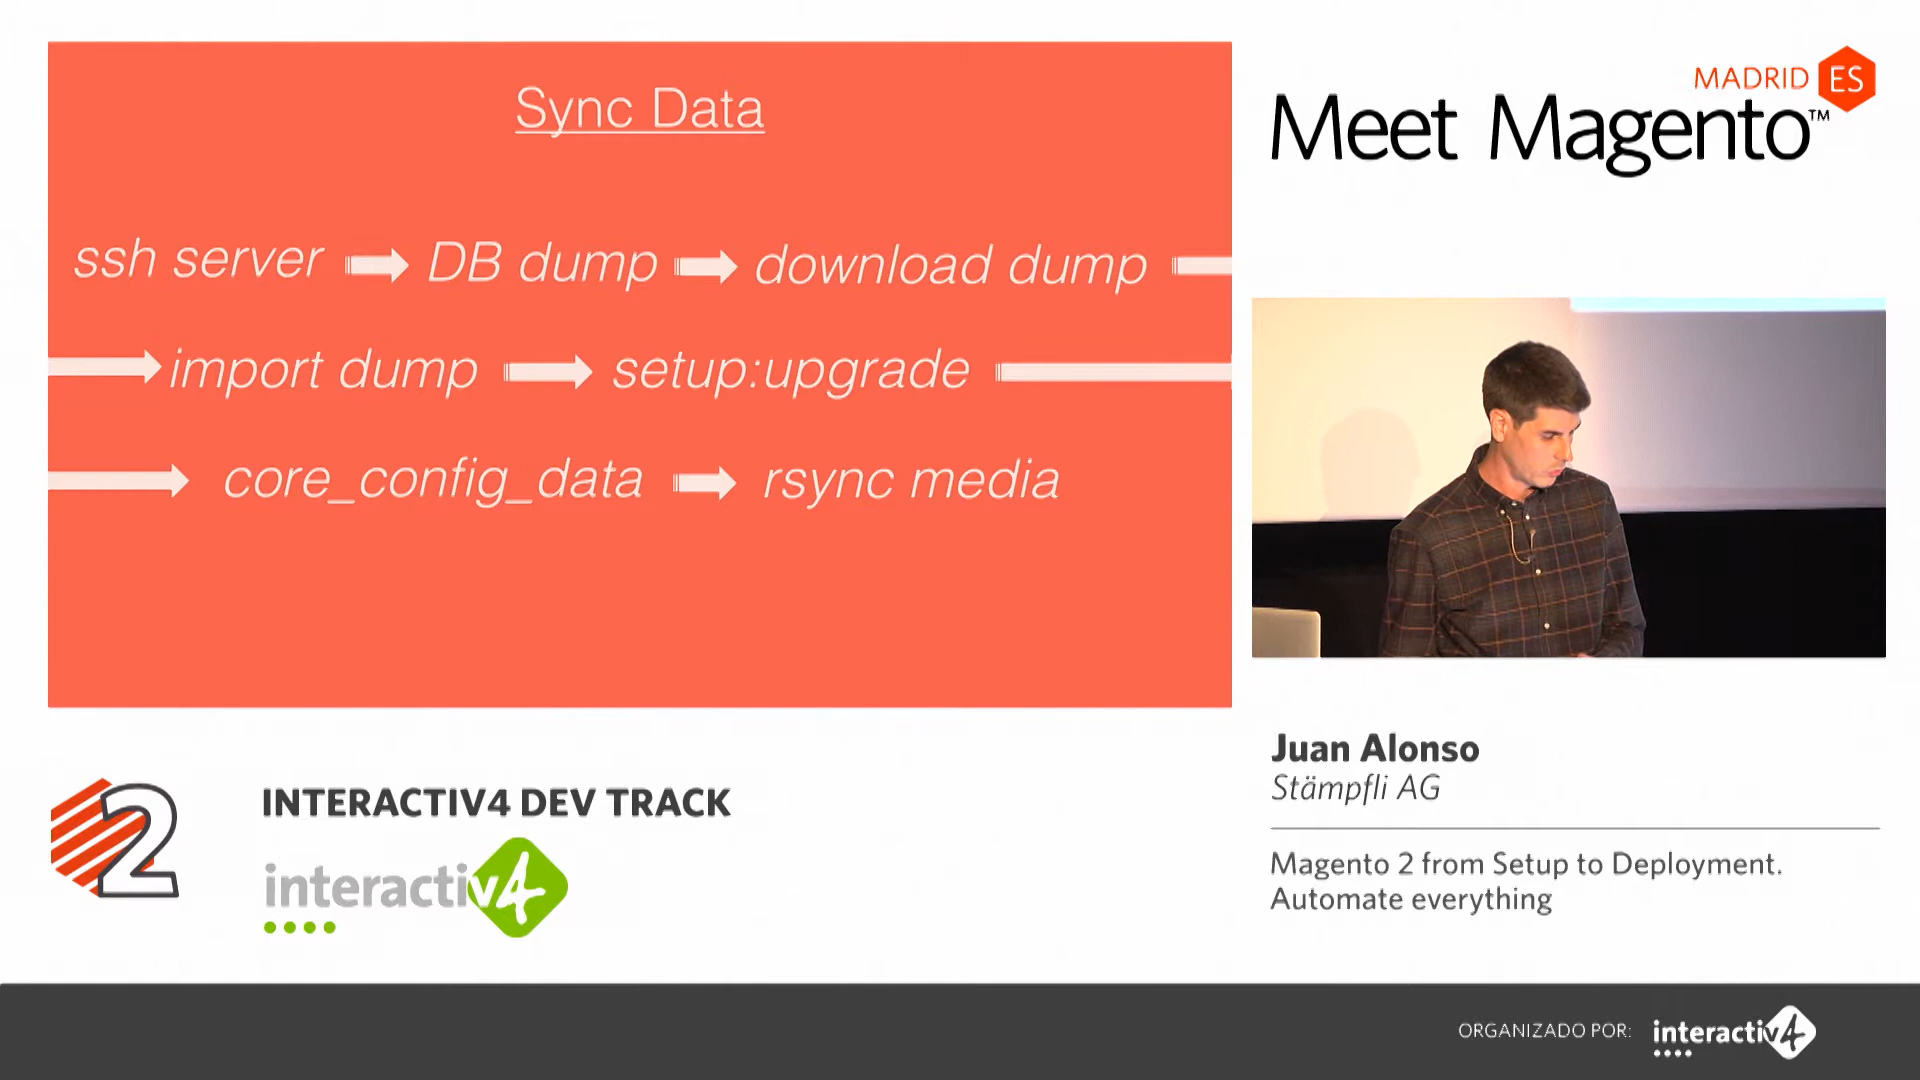 Sync Data
ssh server DB dump download dump
import dump setup:upgrade
core_config_data rsync media
MADRID ES
Meet Magento™
Juan Alonso
Stämpfli AG
Magento 2 from Setup to Deployment.
Automate everything
2
INTERACTIV4 DEV TRACK
interactiv4
ORGANIZADO POR: interactiv4